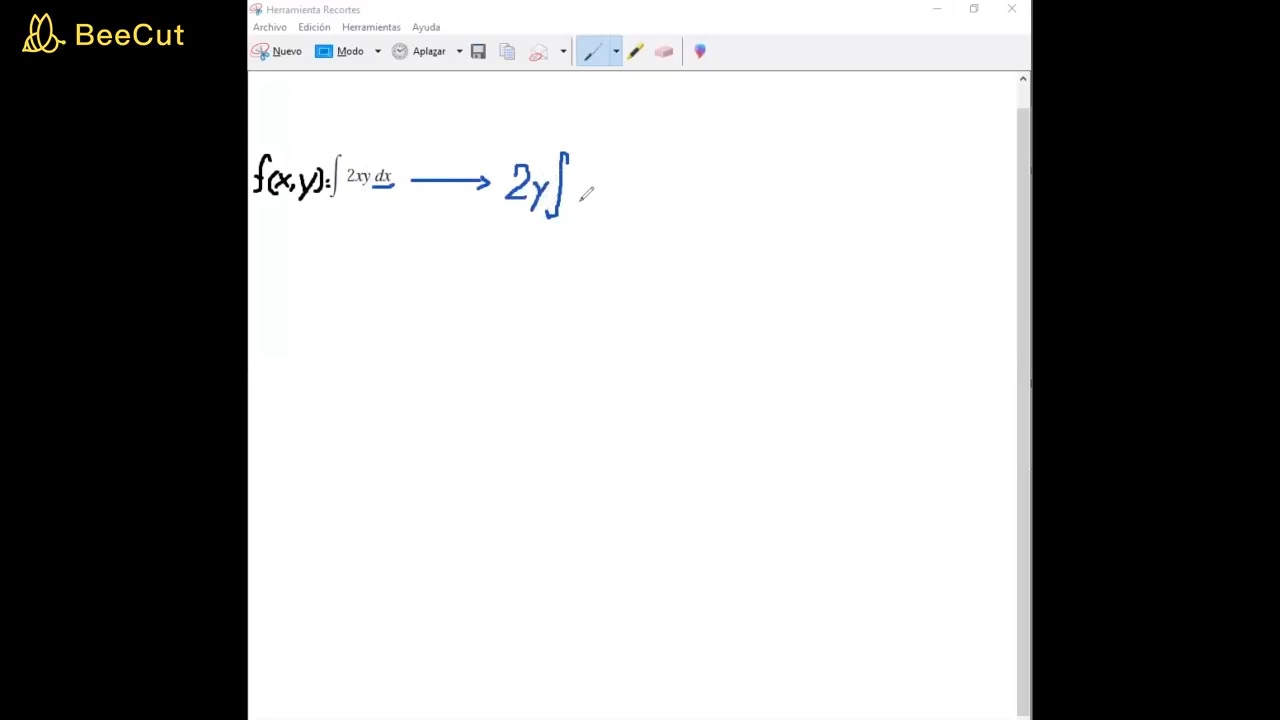 BeeCut
Herramienta Recortes
Archivo Edición Herramientas Ayuda
Nuevo Modo Aplazar
f(x,y): ∫ 2xy dx → 2y ∫